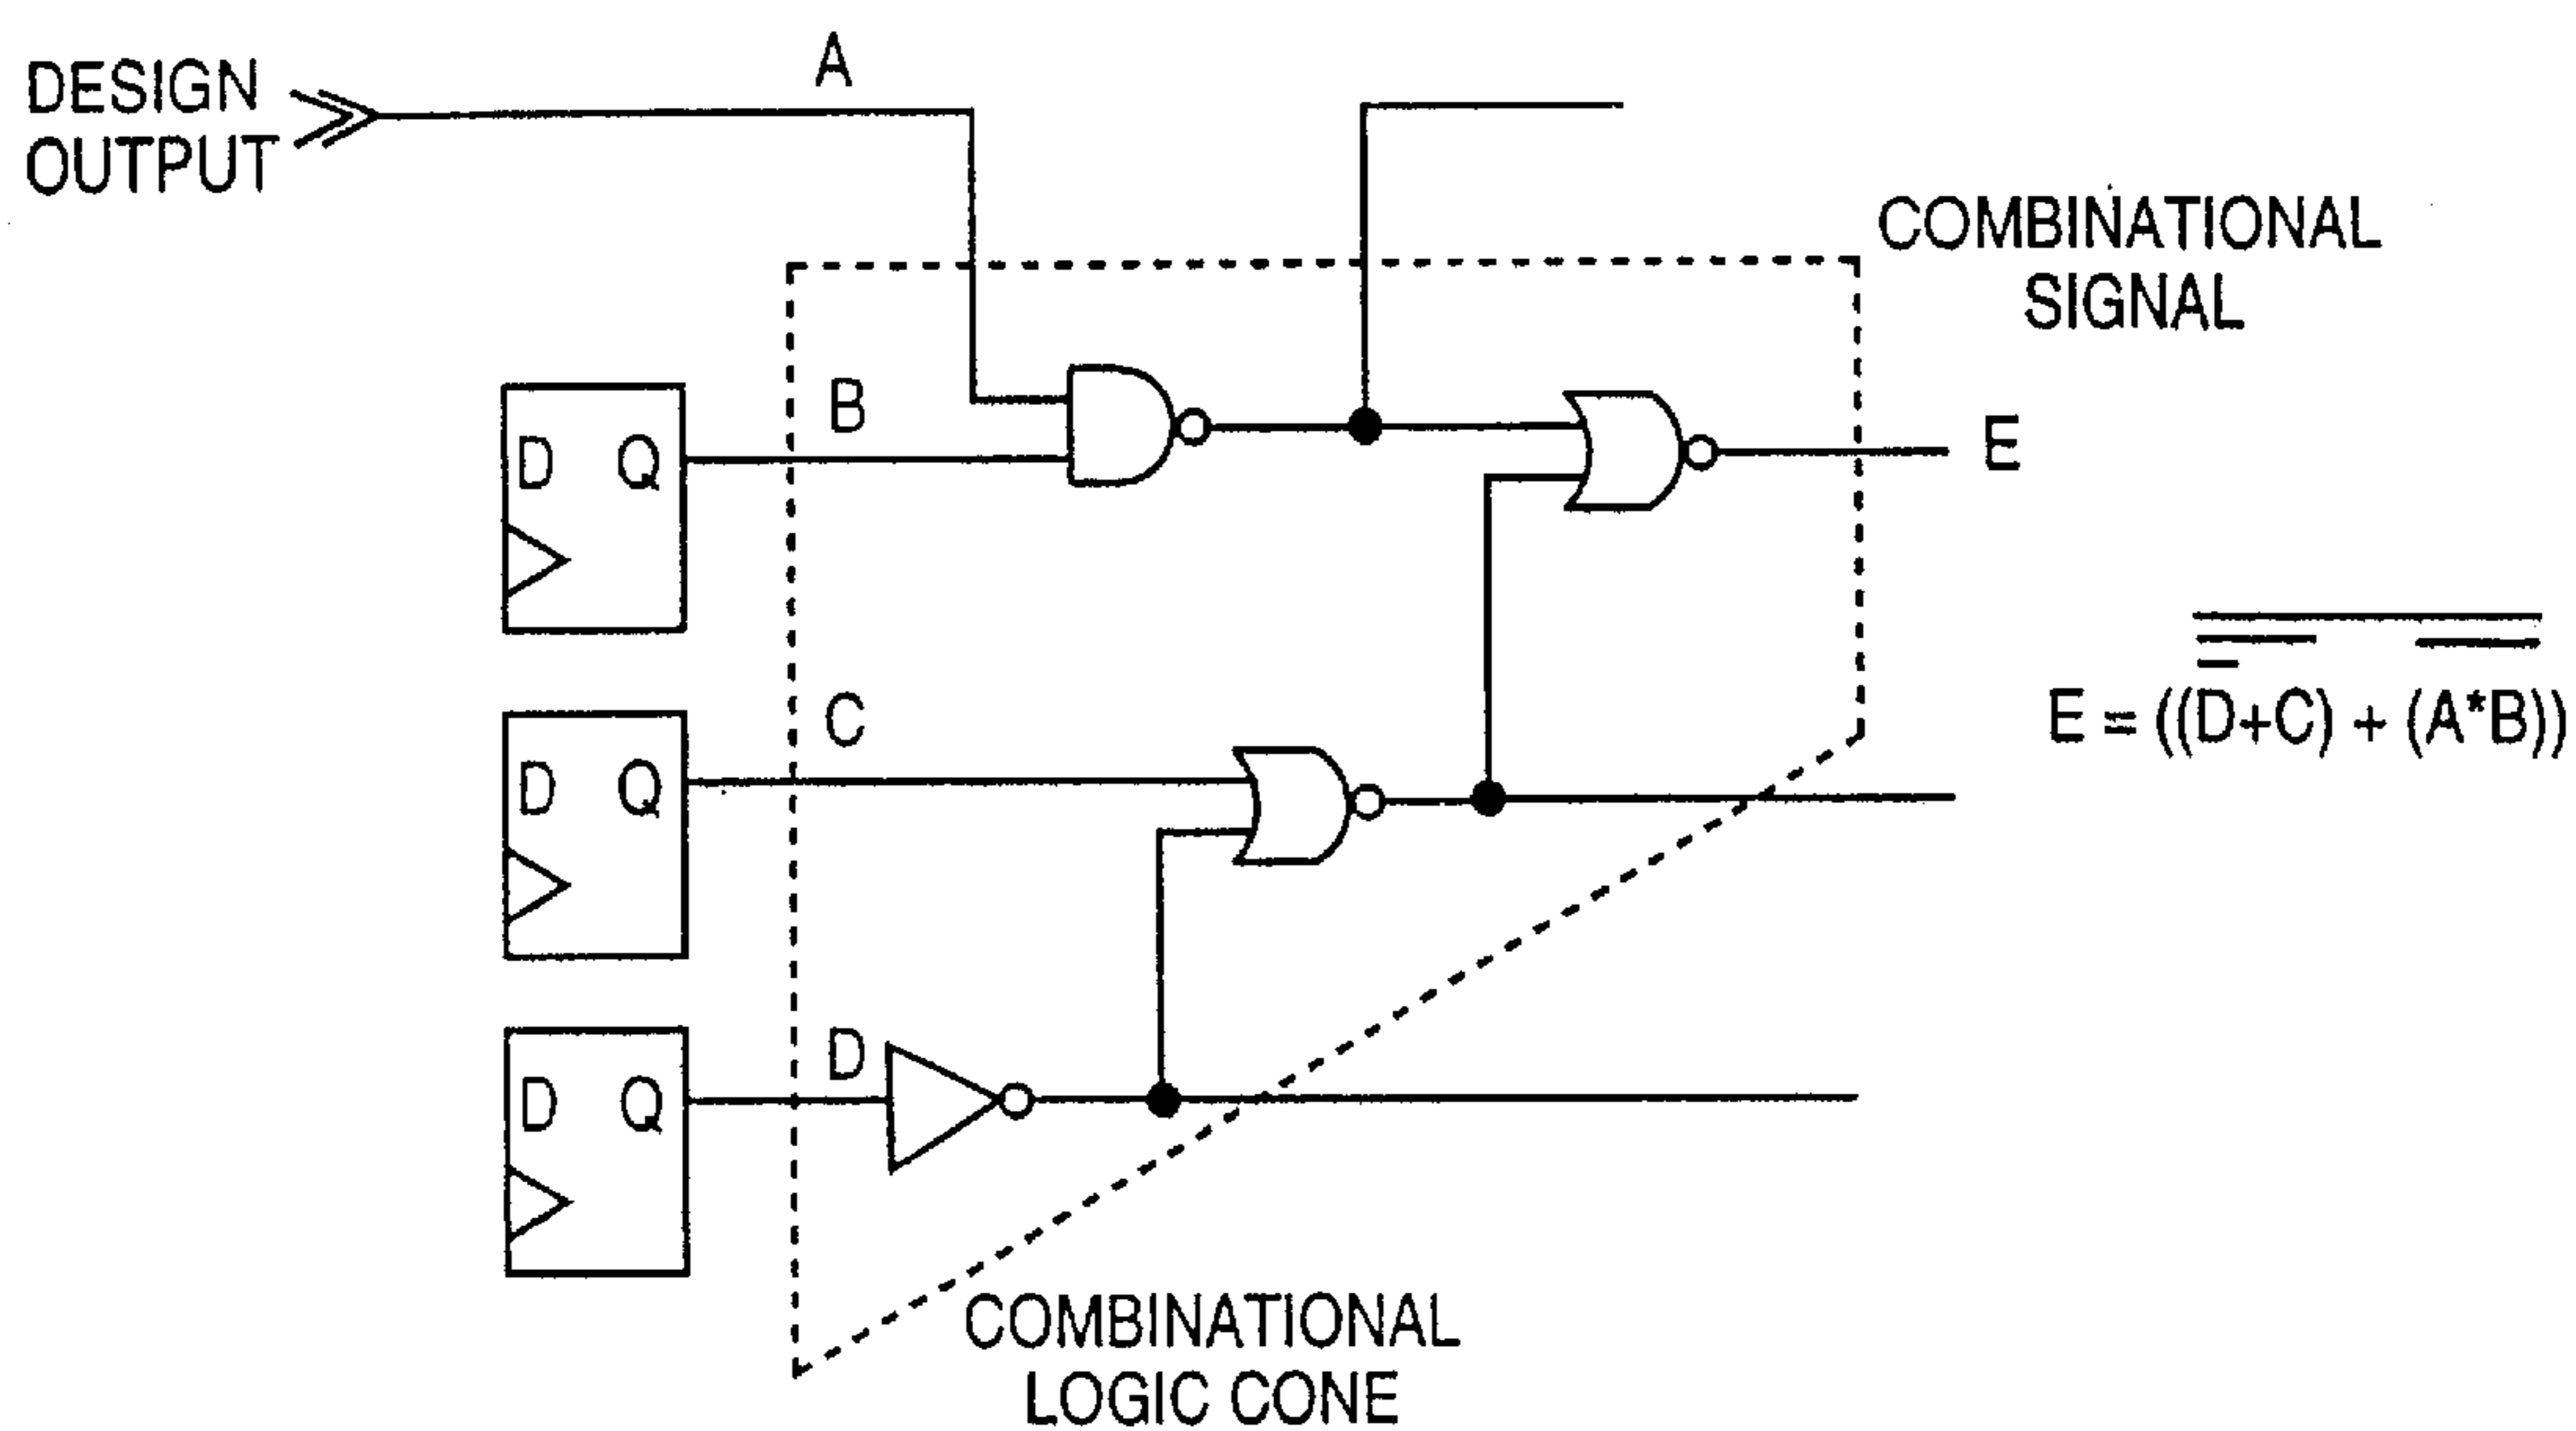 DESIGN
OUTPUT
A
COMBINATIONAL
SIGNAL
B
D Q
E
C
D Q
E = ((D̅+C) + (A*B))
D
D Q
COMBINATIONAL
LOGIC CONE